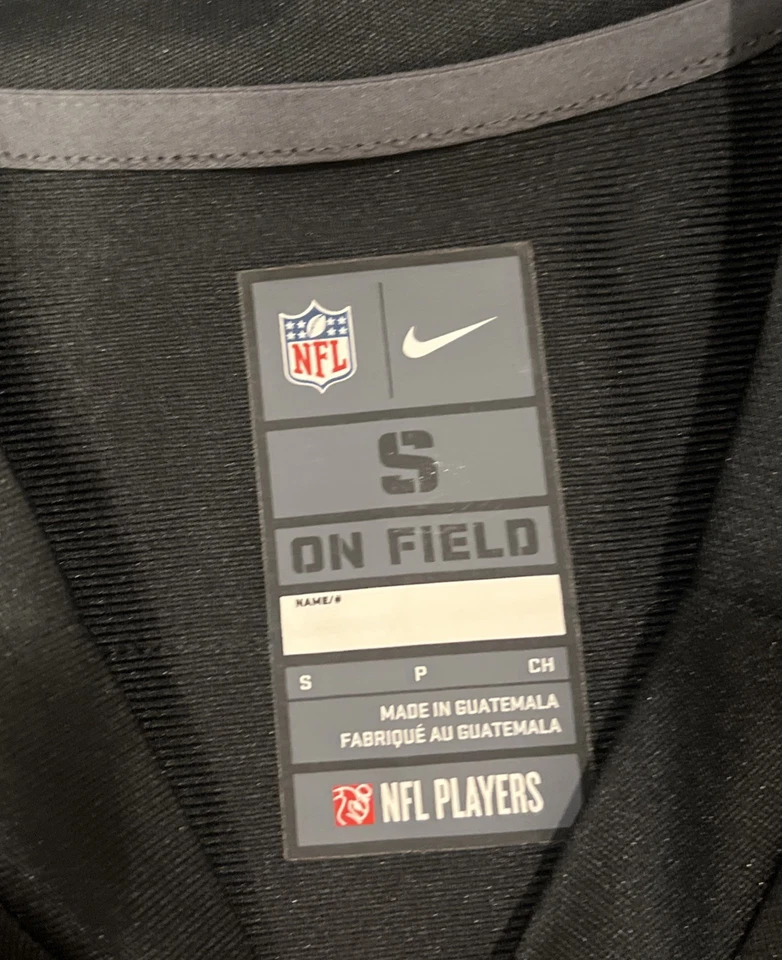 NFL
S
ON FIELD
NAME/#
S P CH
MADE IN GUATEMALA
FABRIQUÉ AU GUATEMALA
NFL PLAYERS